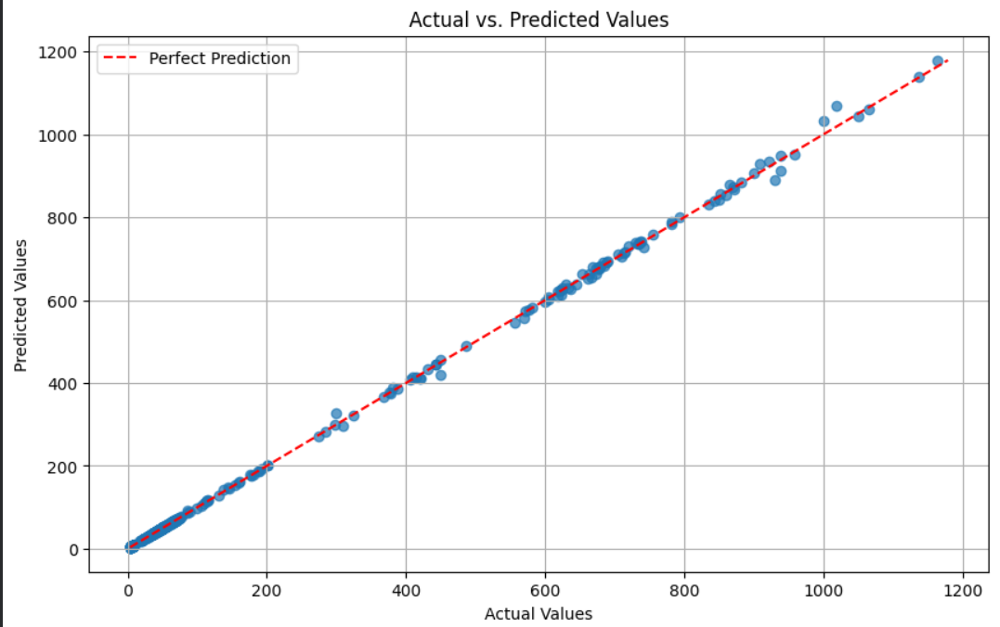 Actual vs. Predicted Values
Perfect Prediction
1200
1000
800
600
400
200
0
Predicted Values
0 200 400 600 800 1000 1200
Actual Values